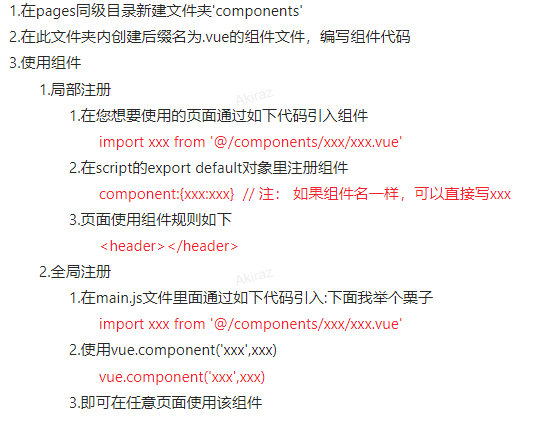 1.在pages同级目录新建文件夹'components'
2.在此文件夹内创建后缀名为.vue的组件文件，编写组件代码
3.使用组件
1.局部注册
Akiraz
1.在您想要使用的页面通过如下代码引入组件
import xxx from '@/components/xxx/xxx.vue'
2.在script的export default对象里注册组件
component:{xxx:xxx} // 注： 如果组件名一样，可以直接写xxx
3.页面使用组件规则如下
<header></header>
2.全局注册
Akiraz
1.在main.js文件里面通过如下代码引入:下面我举个栗子
import xxx from '@/components/xxx/xxx.vue'
2.使用vue.component('xxx',xxx)
vue.component('xxx',xxx)
3.即可在任意页面使用该组件